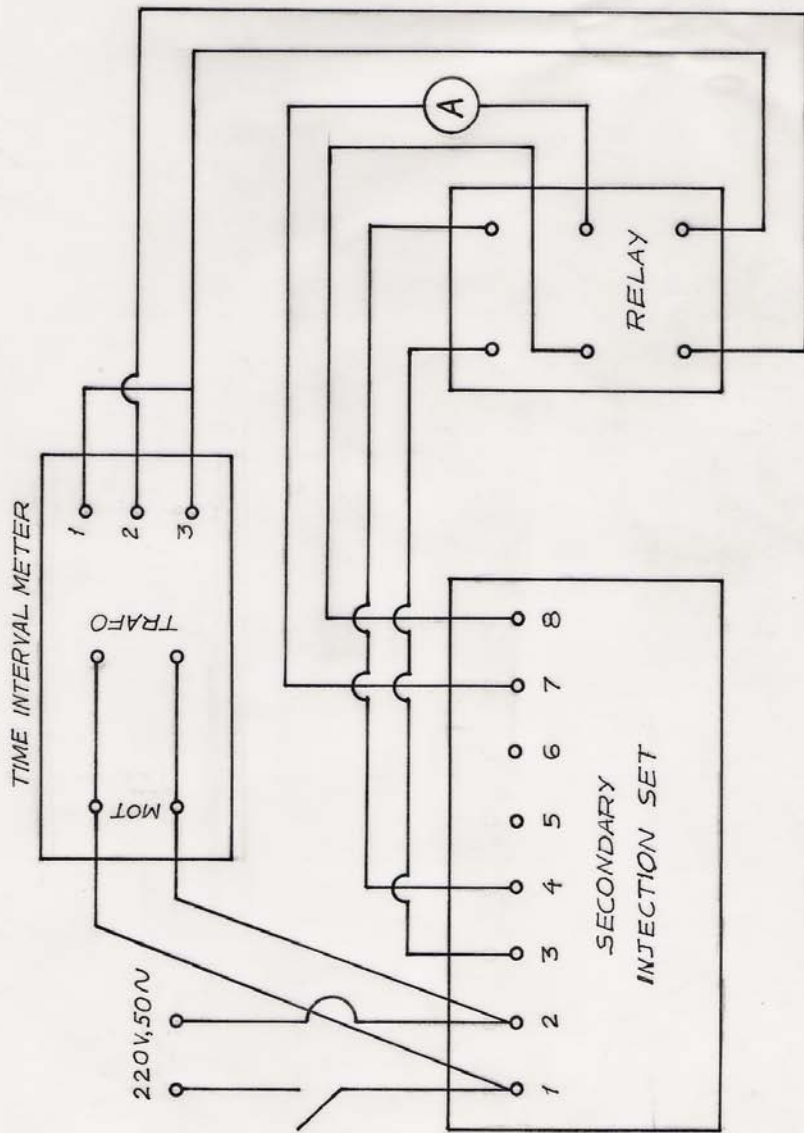 TIME INTERVAL METER
MOT
TRAFO
1
2
3
220V,50N
A
RELAY
1
2
3
4
5
6
7
8
SECONDARY
INJECTION SET